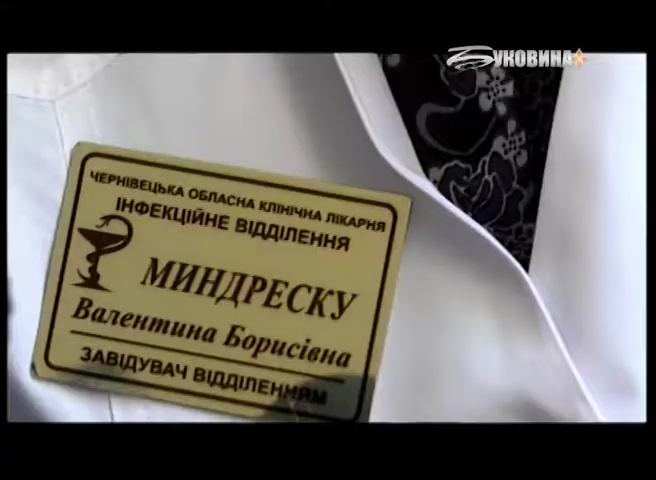 БУКОВИНА
ЧЕРНІВЕЦЬКА ОБЛАСНА КЛІНІЧНА ЛІКАРНЯ
ІНФЕКЦІЙНЕ ВІДДІЛЕННЯ
МИНДРЕСКУ
Валентина Борисівна
ЗАВІДУВАЧ ВІДДІЛЕННЯМ